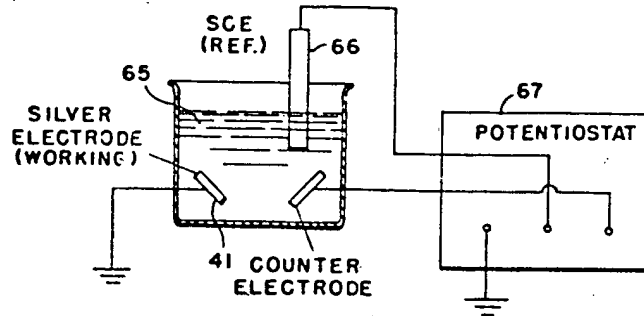 SCE
(REF.)
66
65
67
SILVER
ELECTRODE
(WORKING)
POTENTIOSTAT
41
COUNTER
ELECTRODE